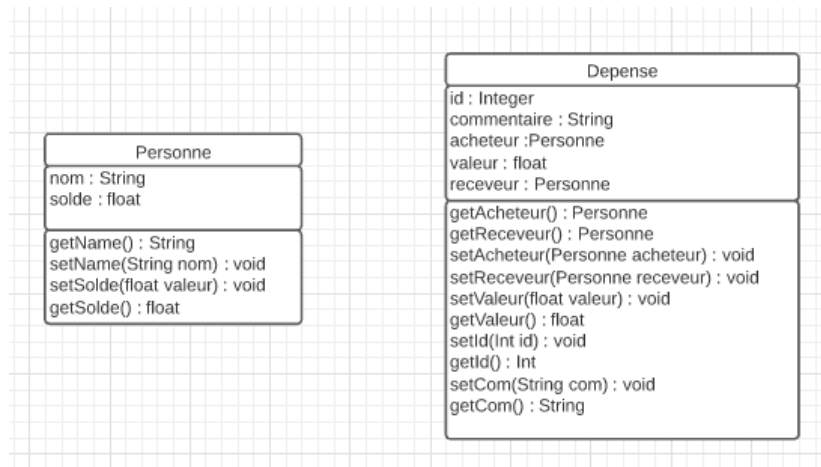 Personne
nom : String
solde : float
getName() : String
setName(String nom) : void
setSolde(float valeur) : void
getSolde() : float
Depense
id : Integer
commentaire : String
acheteur :Personne
valeur : float
receveur : Personne
getAcheteur() : Personne
getReceveur() : Personne
setAcheteur(Personne acheteur) : void
setReceveur(Personne receveur) : void
setValeur(float valeur) : void
getValeur() : float
setId(Int id) : void
getId() : Int
setCom(String com) : void
getCom() : String